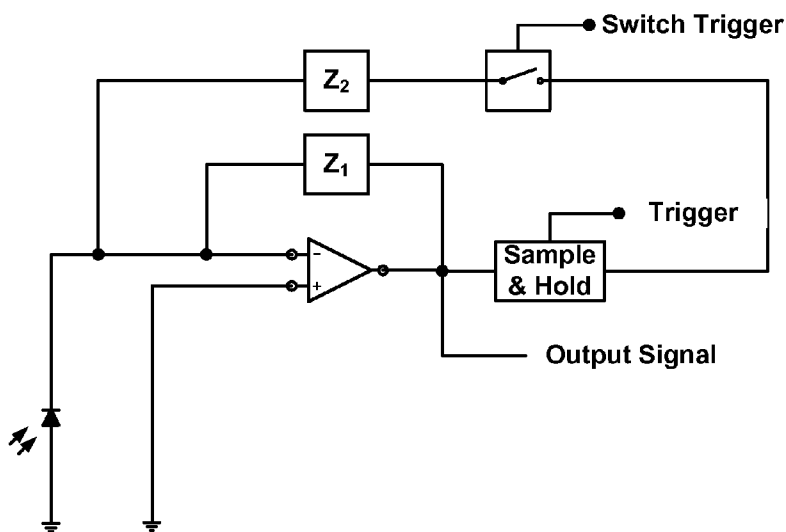 Switch Trigger
Z₂
Z₁
Trigger
Sample
& Hold
−
+
Output Signal